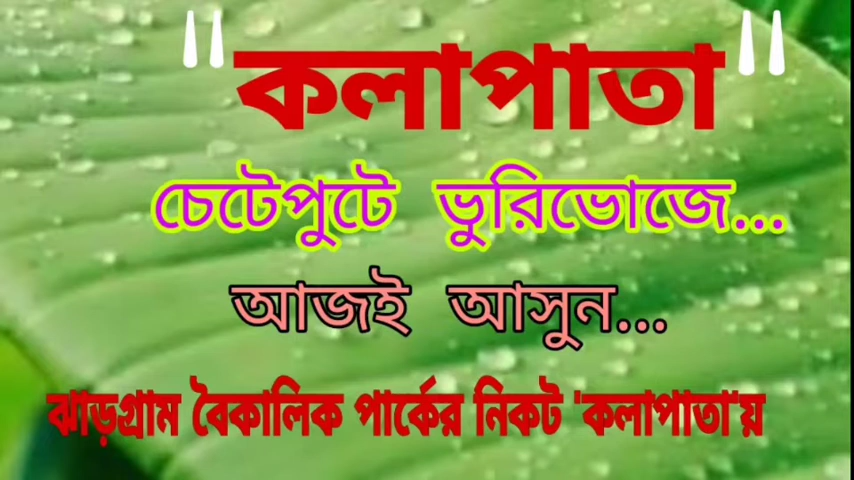 "কলাপাতা"
চেটেপুটে ভুরিভোজে...
আজই আসুন...
ঝাড়গ্রাম বৈকালিক পার্কের নিকট 'কলাপাতা'য়